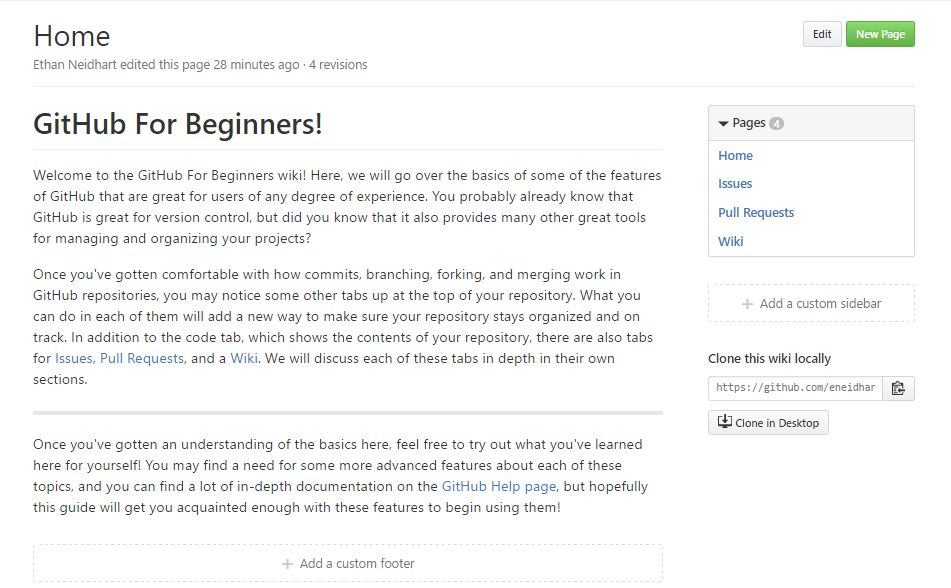 Home
Edit
New Page
Ethan Neidhart edited this page 28 minutes ago · 4 revisions
GitHub For Beginners!
Welcome to the GitHub For Beginners wiki! Here, we will go over the basics of some of the features
of GitHub that are great for users of any degree of experience. You probably already know that
GitHub is great for version control, but did you know that it also provides many other great tools
for managing and organizing your projects?
Once you've gotten comfortable with how commits, branching, forking, and merging work in
GitHub repositories, you may notice some other tabs up at the top of your repository. What you
can do in each of them will add a new way to make sure your repository stays organized and on
track. In addition to the code tab, which shows the contents of your repository, there are also tabs
for Issues, Pull Requests, and a Wiki. We will discuss each of these tabs in depth in their own
sections.
Once you've gotten an understanding of the basics here, feel free to try out what you've learned
here for yourself! You may find a need for some more advanced features about each of these
topics, and you can find a lot of in-depth documentation on the GitHub Help page, but hopefully
this guide will get you acquainted enough with these features to begin using them!
+ Add a custom footer
Pages 4
Home
Issues
Pull Requests
Wiki
+ Add a custom sidebar
Clone this wiki locally
https://github.com/eneidhar
Clone in Desktop